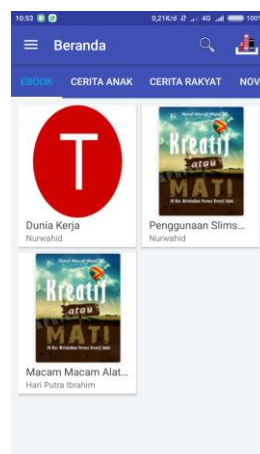 10:53 0,21K/d 4G 100%
Beranda
EBOOK CERITA ANAK CERITA RAKYAT NOV
T
Kreatif
atau
MATI
Dunia Kerja
Nurwahid
Penggunaan Slims...
Nurwahid
Kreatif
atau
MATI
Macam Macam Alat...
Hari Putra Ibrahim